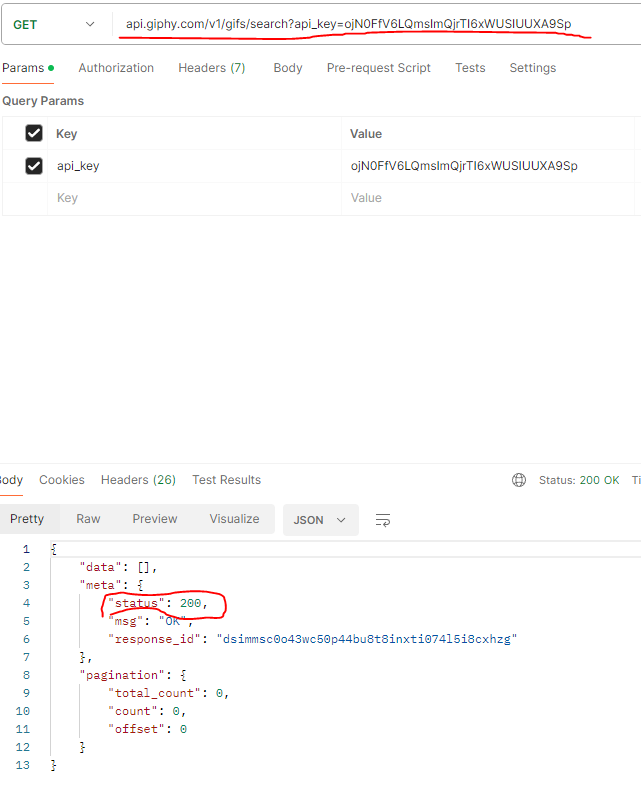 GET api.giphy.com/v1/gifs/search?api_key=ojN0FfV6LQmsImQjrTI6xWUSIUUXA9Sp
Params Authorization Headers (7) Body Pre-request Script Tests Settings
Query Params
Key Value
api_key ojN0FfV6LQmsImQjrTI6xWUSIUUXA9Sp
Key Value
Body Cookies Headers (26) Test Results Status: 200 OK Ti
Pretty Raw Preview Visualize JSON
1 {
2 "data": [],
3 "meta": {
4 "status": 200,
5 "msg": "OK",
6 "response_id": "dsimmsc0o43wc50p44bu8t8inxti074l5i8cxhzg"
7 },
8 "pagination": {
9 "total_count": 0,
10 "count": 0,
11 "offset": 0
12 }
13 }